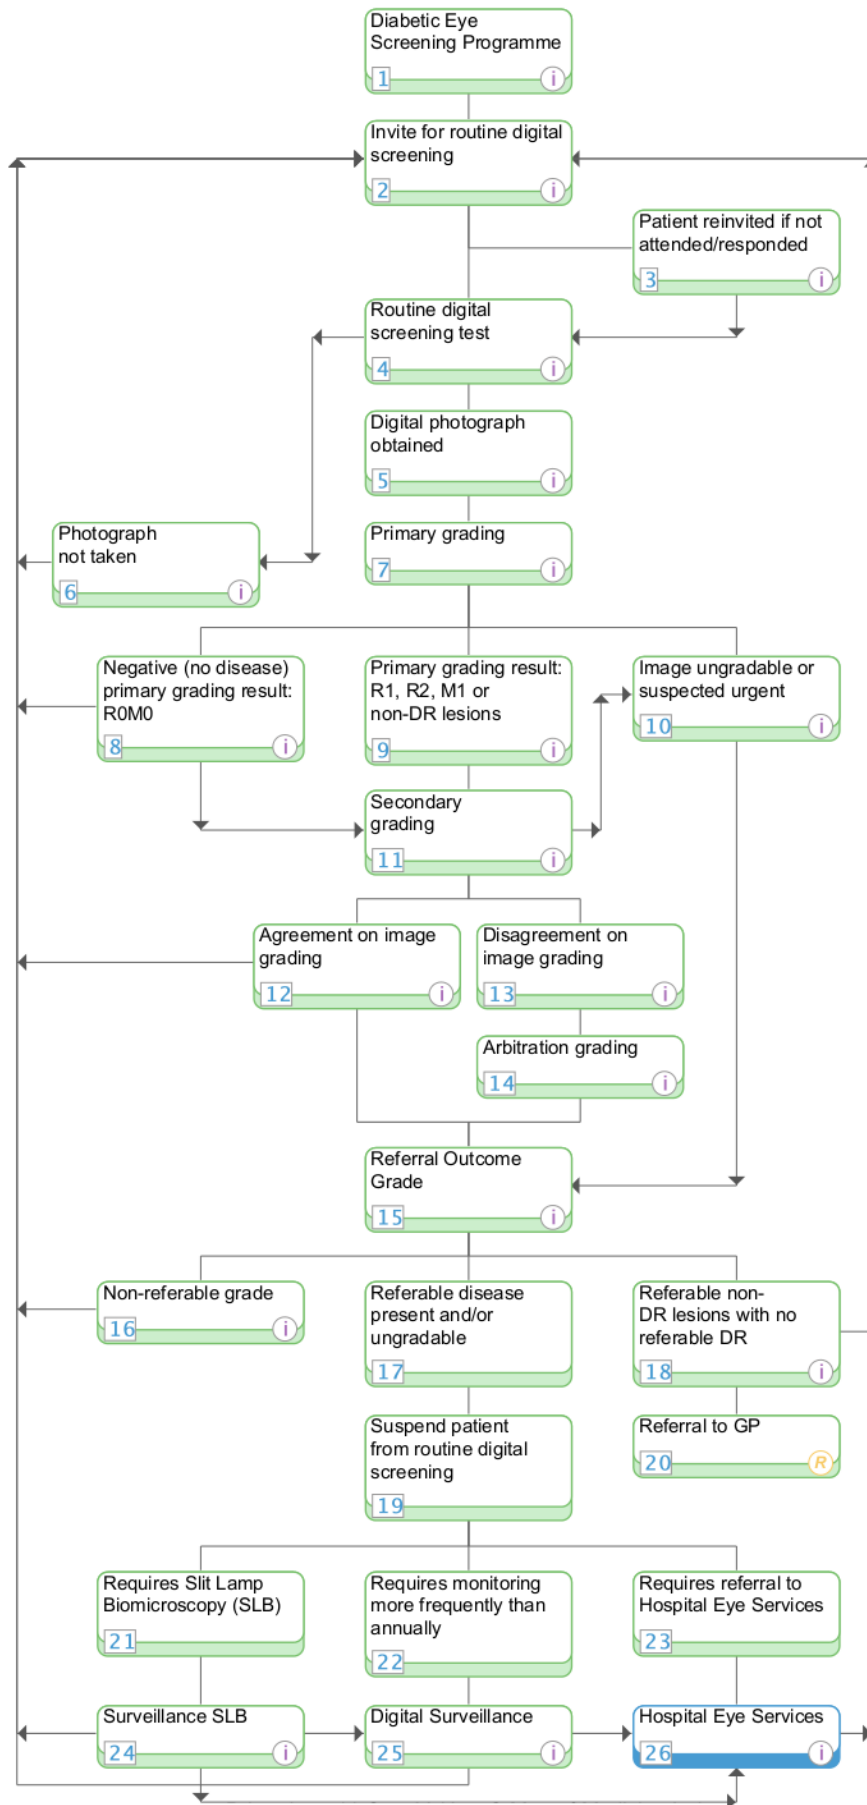 Diabetic Eye
Screening Programme
1 i
Invite for routine digital
screening
2 i
Patient reinvited if not
attended/responded
3 i
Routine digital
screening test
4 i
Digital photograph
obtained
5 i
Photograph
not taken
6 i
Primary grading
7 i
Negative (no disease)
primary grading result:
R0M0
8 i
Primary grading result:
R1, R2, M1 or
non-DR lesions
9 i
Image ungradable or
suspected urgent
10 i
Secondary
grading
11 i
Agreement on image
grading
12 i
Disagreement on
image grading
13 i
Arbitration grading
14 i
Referral Outcome
Grade
15 i
Non-referable grade
16 i
Referable disease
present and/or
ungradable
17
Referable non-
DR lesions with no
referable DR
18 i
Suspend patient
from routine digital
screening
19
Referral to GP
20 R
Requires Slit Lamp
Biomicroscopy (SLB)
21
Requires monitoring
more frequently than
annually
22
Requires referral to
Hospital Eye Services
23
Surveillance SLB
24 i
Digital Surveillance
25 i
Hospital Eye Services
26 i